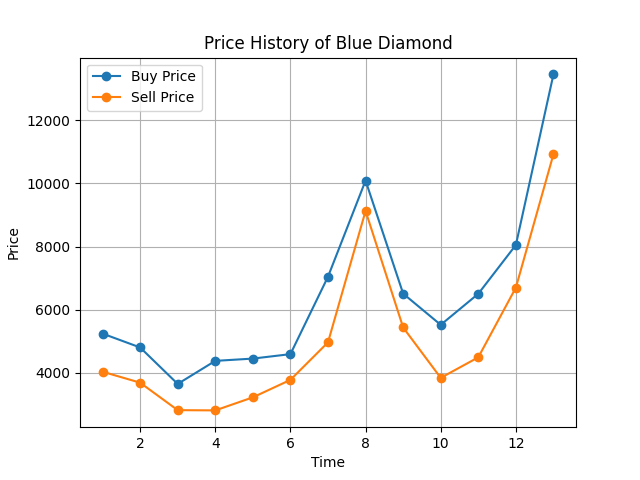 Price History of Blue Diamond
Buy Price
Sell Price
12000
10000
8000
6000
4000
Price
2 4 6 8 10 12
Time